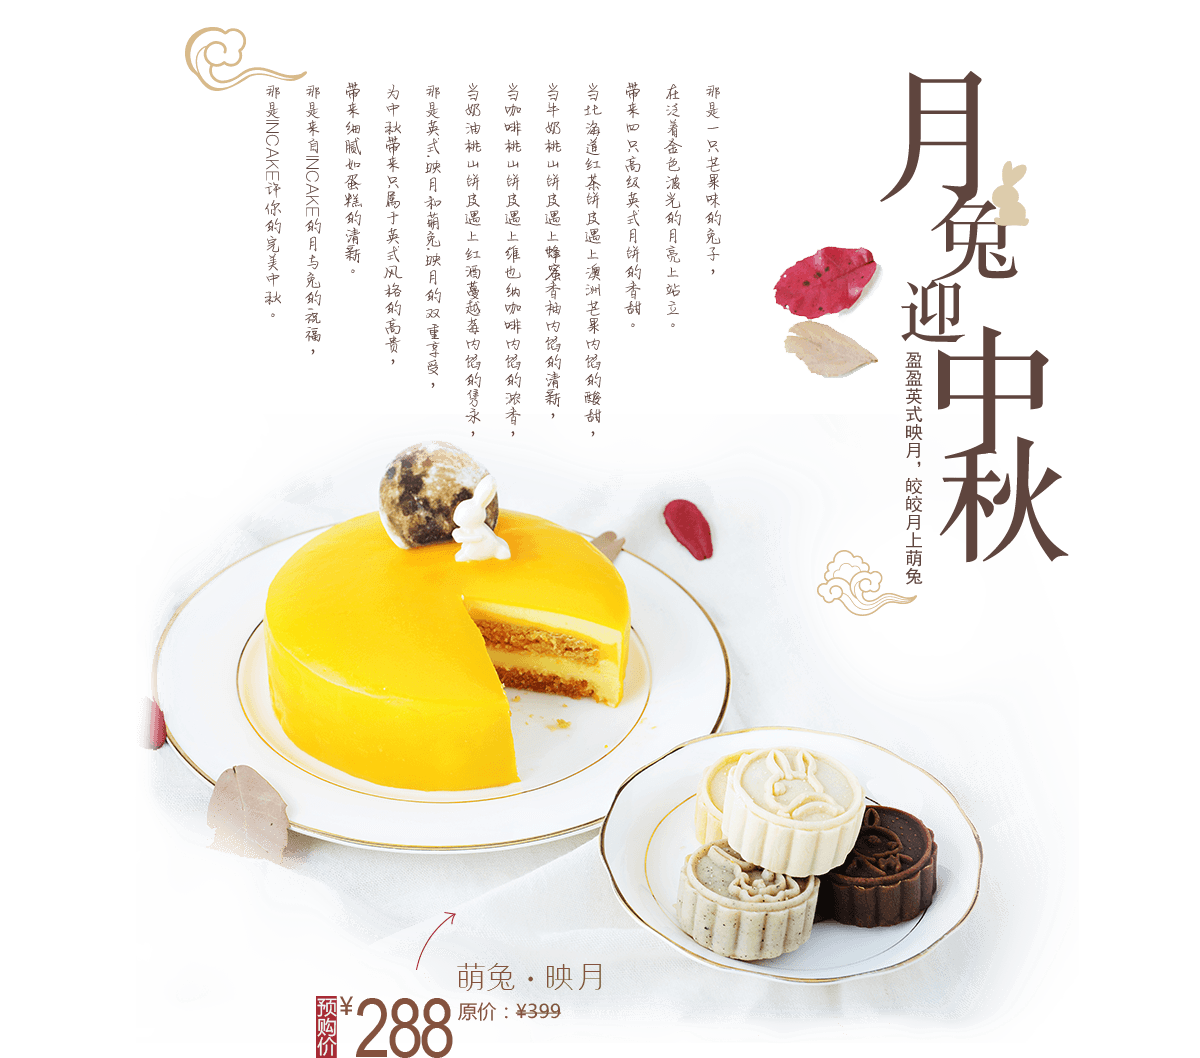 月兔迎中秋
盈盈英式映月，皎皎月上萌兔
那是一只芒果味的兔子，
在泛着金色波光的月亮上站立。
带来四只高级英式月饼的香甜。
当北海道红茶饼皮遇上澳洲芒果内馅的酸甜，
当牛奶桃山饼皮遇上蜂蜜香柚内馅的清新，
当咖啡桃山饼皮遇上维也纳咖啡内馅的浓香，
当奶油桃山饼皮遇上红酒蔓越莓内馅的隽永，
那是英式.映月和萌兔.映月的双重享受，
为中秋带来只属于英式风格的高贵，
带来细腻如蛋糕的清新。
那是来自INCAKE的月与兔的.祝福，
那是INCAKE许你的完美中秋。
萌兔·映月
预购价
¥288
原价：¥399